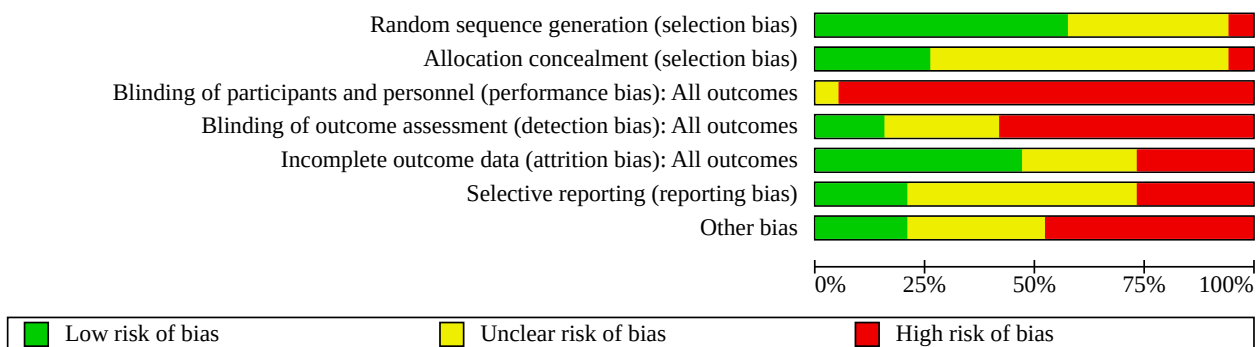 Random sequence generation (selection bias)
Allocation concealment (selection bias)
Blinding of participants and personnel (performance bias): All outcomes
Blinding of outcome assessment (detection bias): All outcomes
Incomplete outcome data (attrition bias): All outcomes
Selective reporting (reporting bias)
Other bias
0% 25% 50% 75% 100%
Low risk of bias Unclear risk of bias High risk of bias